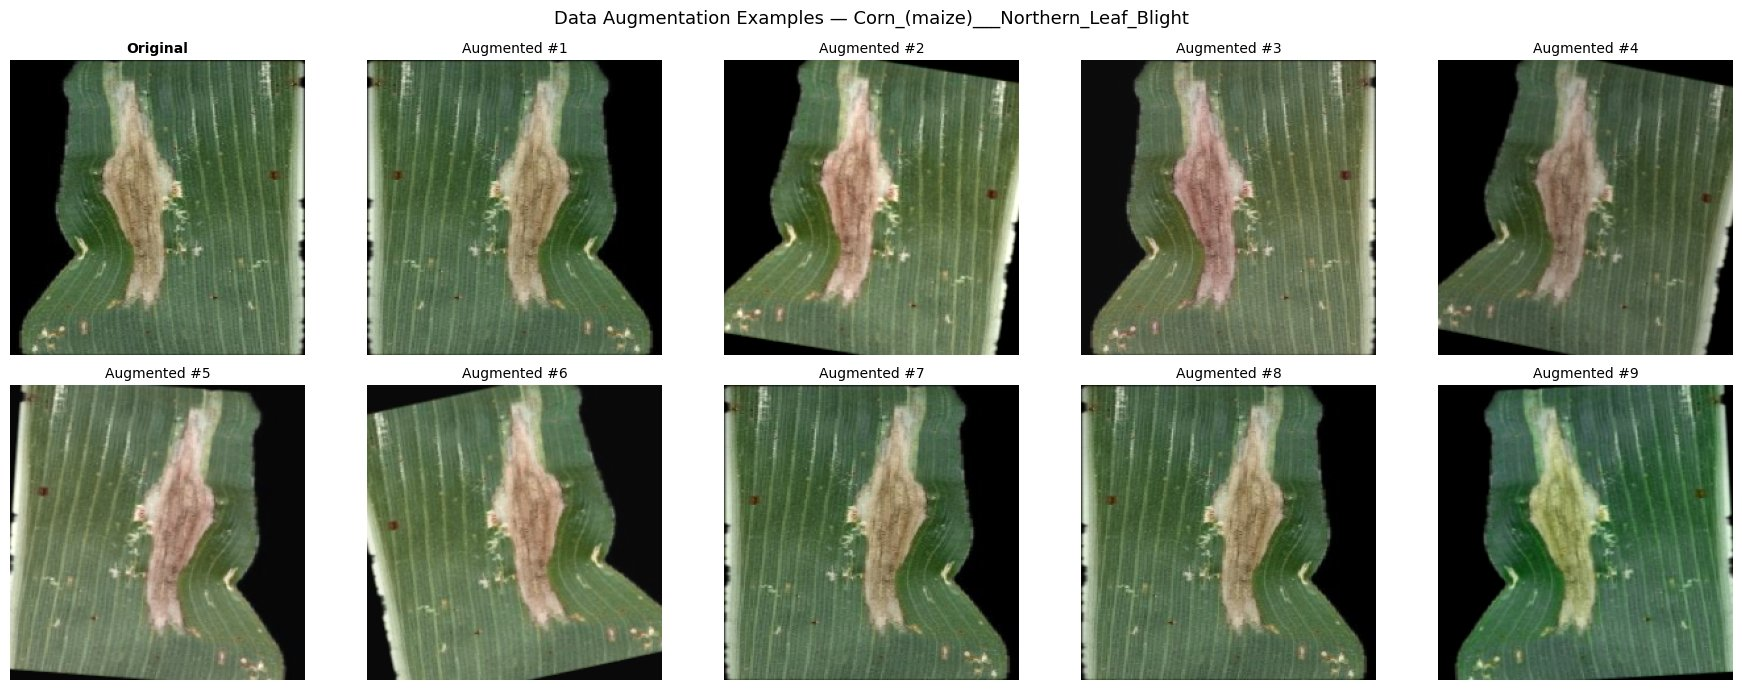 Data Augmentation Examples — Corn_(maize)___Northern_Leaf_Blight
Original
Augmented #1
Augmented #2
Augmented #3
Augmented #4
Augmented #5
Augmented #6
Augmented #7
Augmented #8
Augmented #9